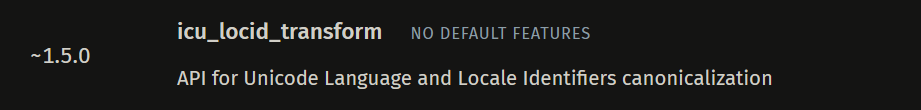 icu_locid_transform NO DEFAULT FEATURES
~1.5.0
API for Unicode Language and Locale Identifiers canonicalization